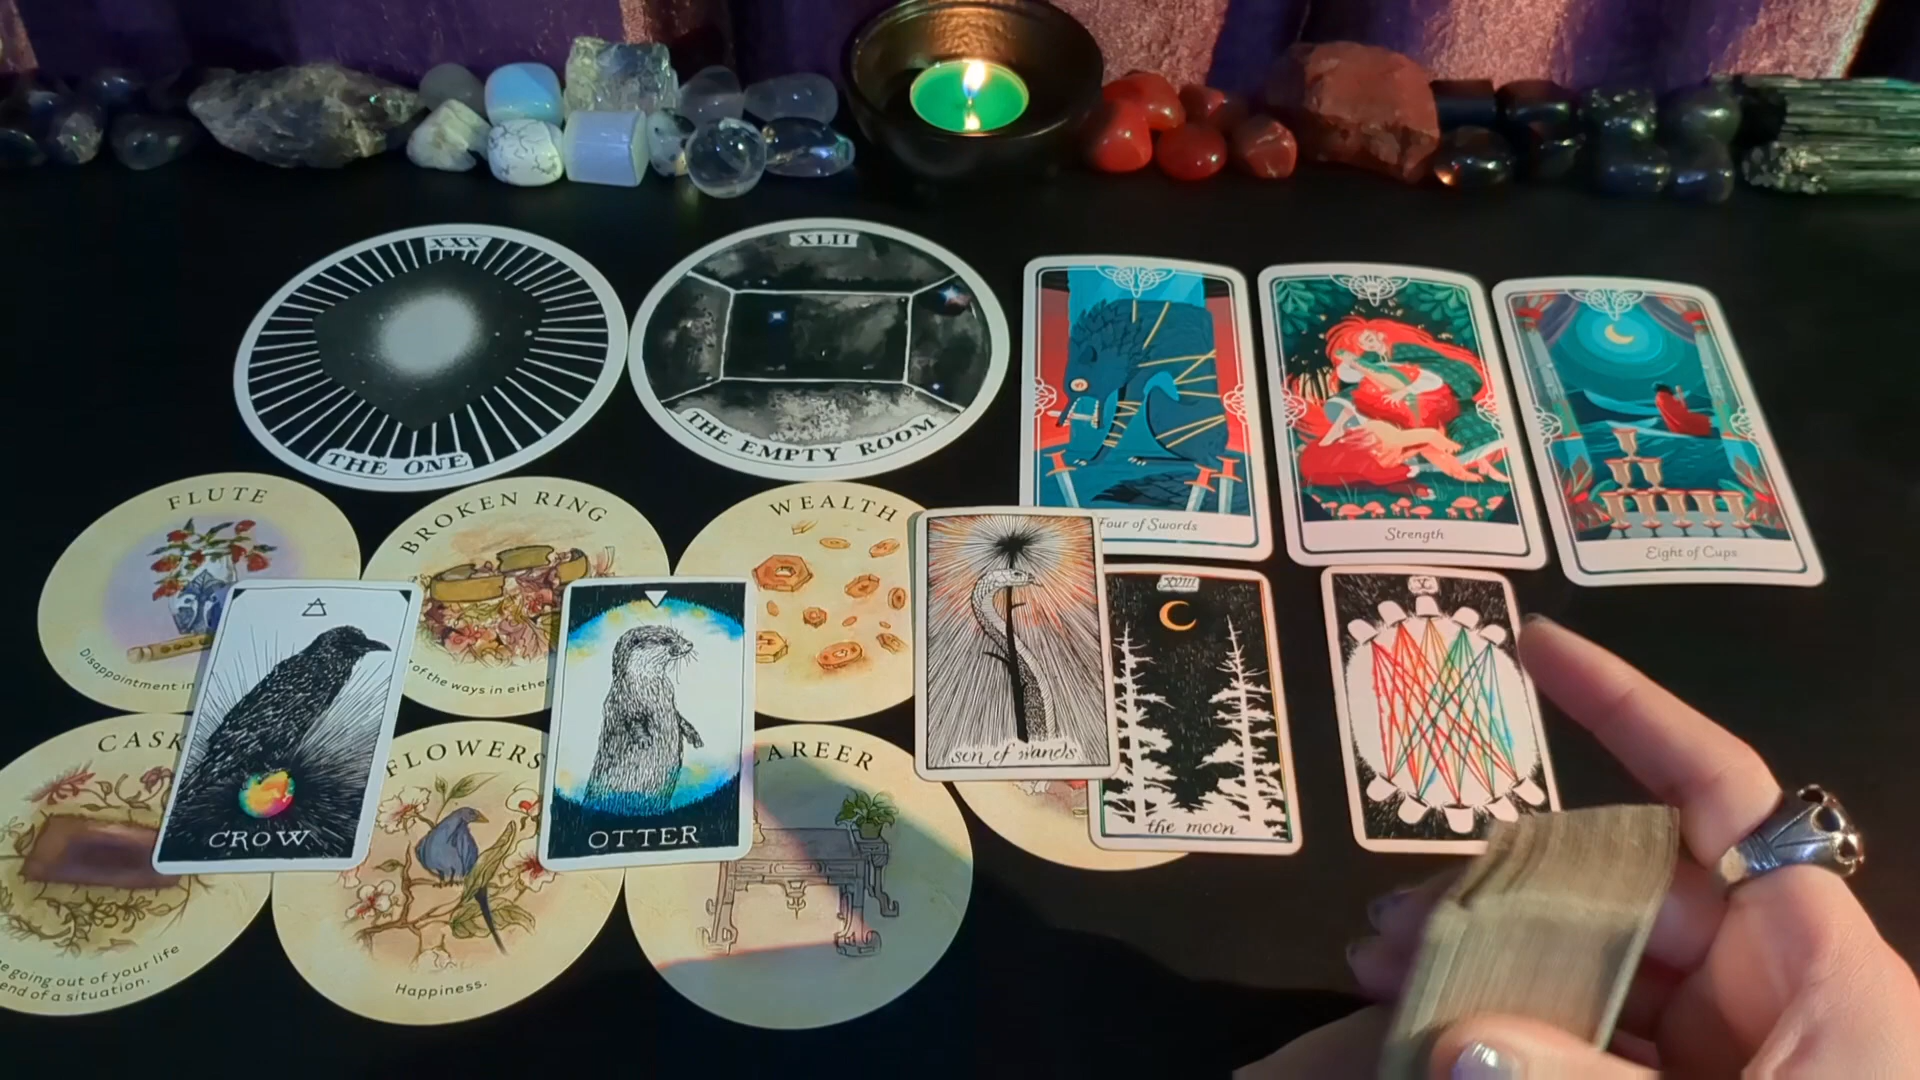 XXX
THE ONE
XLII
THE EMPTY ROOM
Four of Swords
Strength
Eight of Cups
FLUTE
Disappointment in
BROKEN RING
of the ways in either
WEALTH
CROW
OTTER
son of wands
XVIII
the moon
X
CASK
going out of your life
end of a situation.
FLOWERS
Happiness.
CAREER